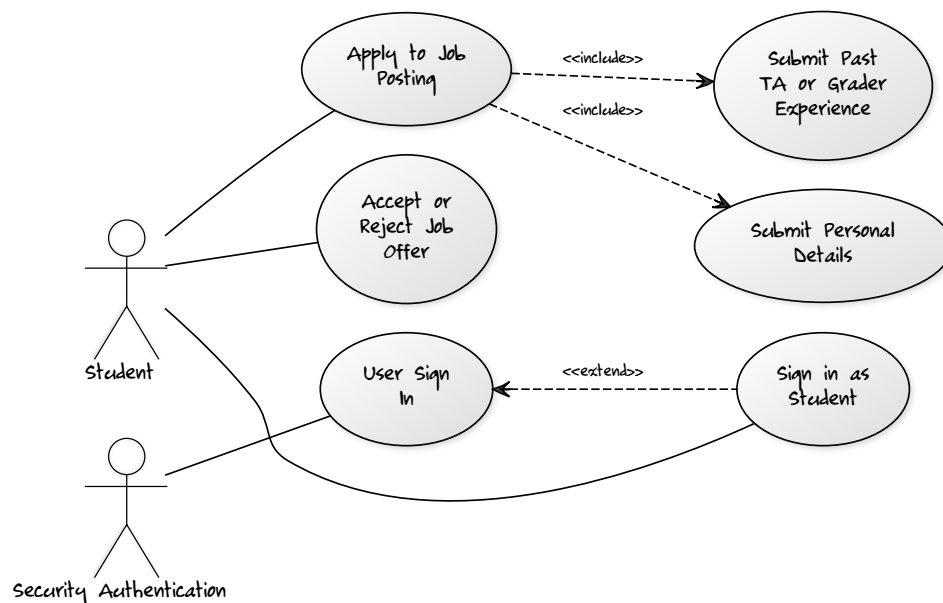 Apply to Job
Posting
<<include>>
Submit Past
TA or Grader
Experience
<<include>>
Accept or
Reject Job
Offer
Submit Personal
Details
Student
User Sign
In
<<extend>>
Sign in as
Student
Security Authentication